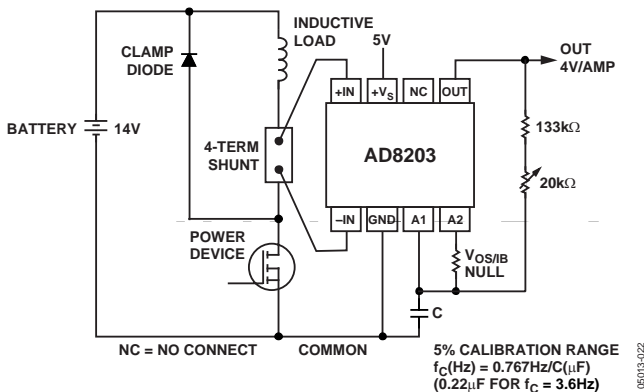 INDUCTIVE
LOAD
CLAMP
DIODE
5V
OUT
4V/AMP
+IN
+VS
NC
OUT
BATTERY
14V
4-TERM
SHUNT
AD8203
133kΩ
20kΩ
–IN
GND
A1
A2
POWER
DEVICE
VOS/IB
NULL
C
NC = NO CONNECT
COMMON
5% CALIBRATION RANGE
fC(Hz) = 0.767Hz/C(μF)
(0.22μF FOR fC = 3.6Hz)
05013-022